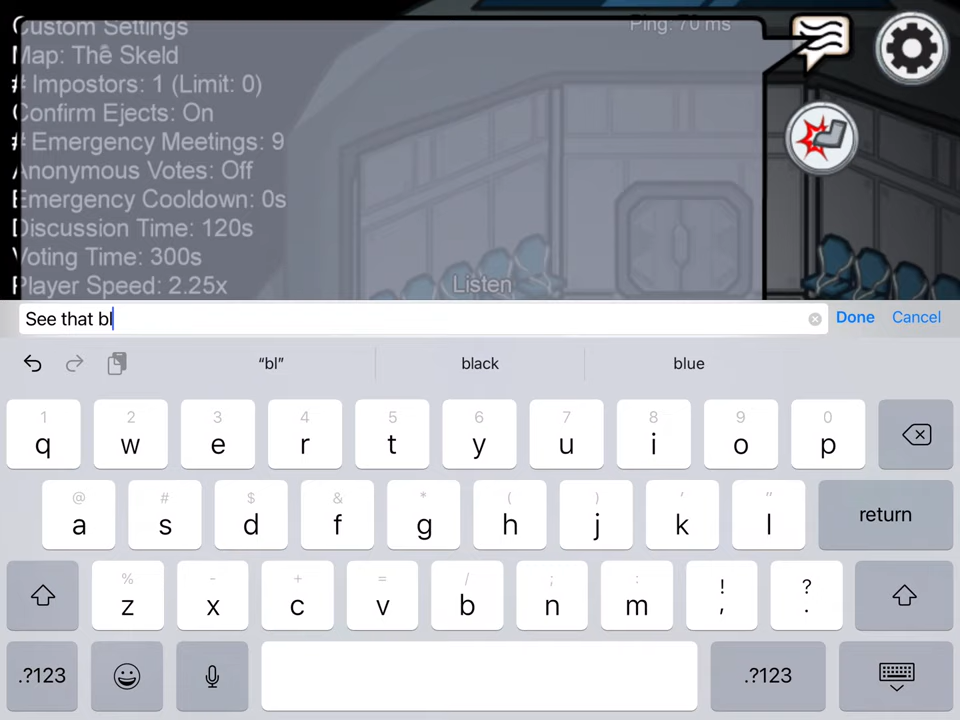 Custom Settings
Ping: 70 ms
Map: The Skeld
# Impostors: 1 (Limit: 0)
Confirm Ejects: On
# Emergency Meetings: 9
Anonymous Votes: Off
Emergency Cooldown: 0s
Discussion Time: 120s
Voting Time: 300s
Player Speed: 2.25x
Listen
See that bl
Done Cancel
“bl” black blue
1 2 3 4 5 6 7 8 9 0
q w e r t y u i o p
@ # $ & * ( ) ' "
a s d f g h j k l return
% - + = / ; : ! ?
z x c v b n m , .
.?123 .?123